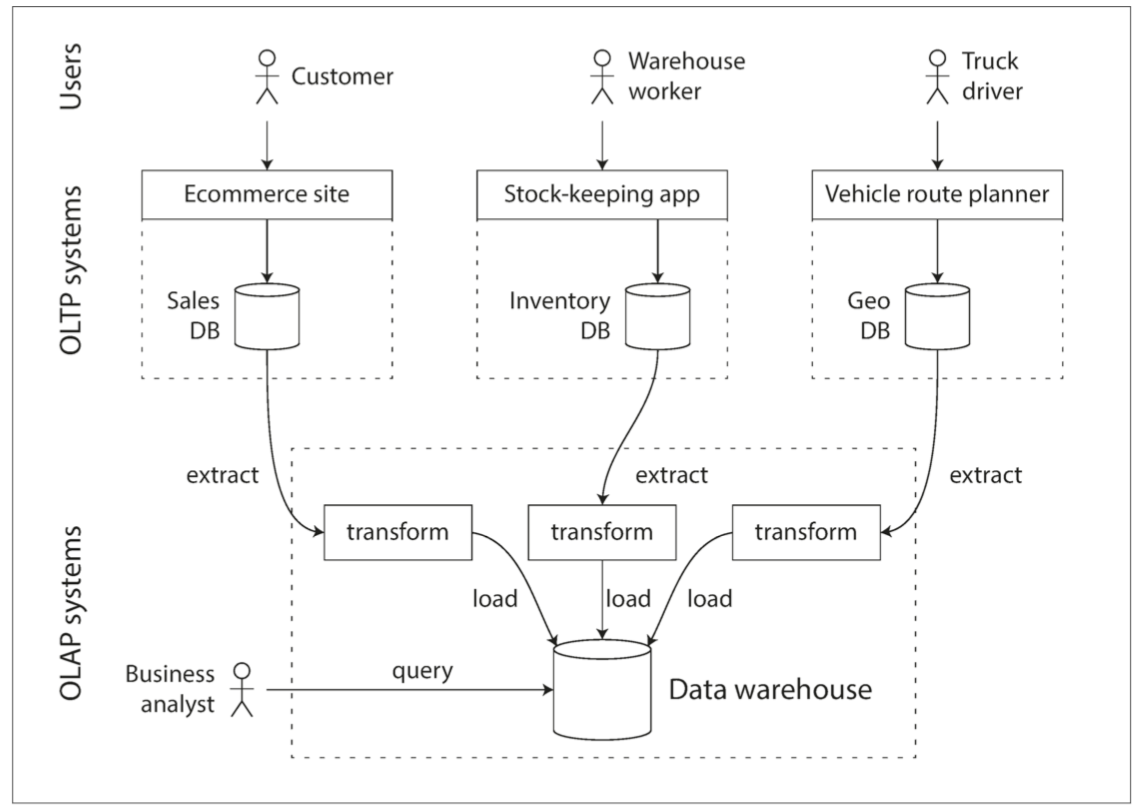 Users
Customer
Warehouse
worker
Truck
driver
OLTP systems
Ecommerce site
Stock-keeping app
Vehicle route planner
Sales
DB
Inventory
DB
Geo
DB
extract
extract
extract
OLAP systems
transform
transform
transform
load
load
load
Business
analyst
query
Data warehouse